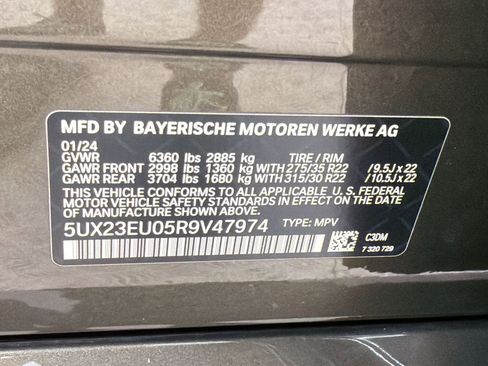 MFD BY BAYERISCHE MOTOREN WERKE AG
01/24
GVWR 6360 lbs 2885 kg TIRE / RIM
GAWR FRONT 2998 lbs 1360 kg WITH 275/35 R22 / 9.5J x 22
GAWR REAR 3704 lbs 1680 kg WITH 315/30 R22 / 10.5J x 22
THIS VEHICLE CONFORMS TO ALL APPLICABLE U. S. FEDERAL
MOTOR VEHICLE SAFETY STANDARDS IN EFFECT ON THE
DATE OF MANUFACTURE SHOWN ABOVE.
5UX23EU05R9V47974 TYPE: MPV
C3DM
7 320 729